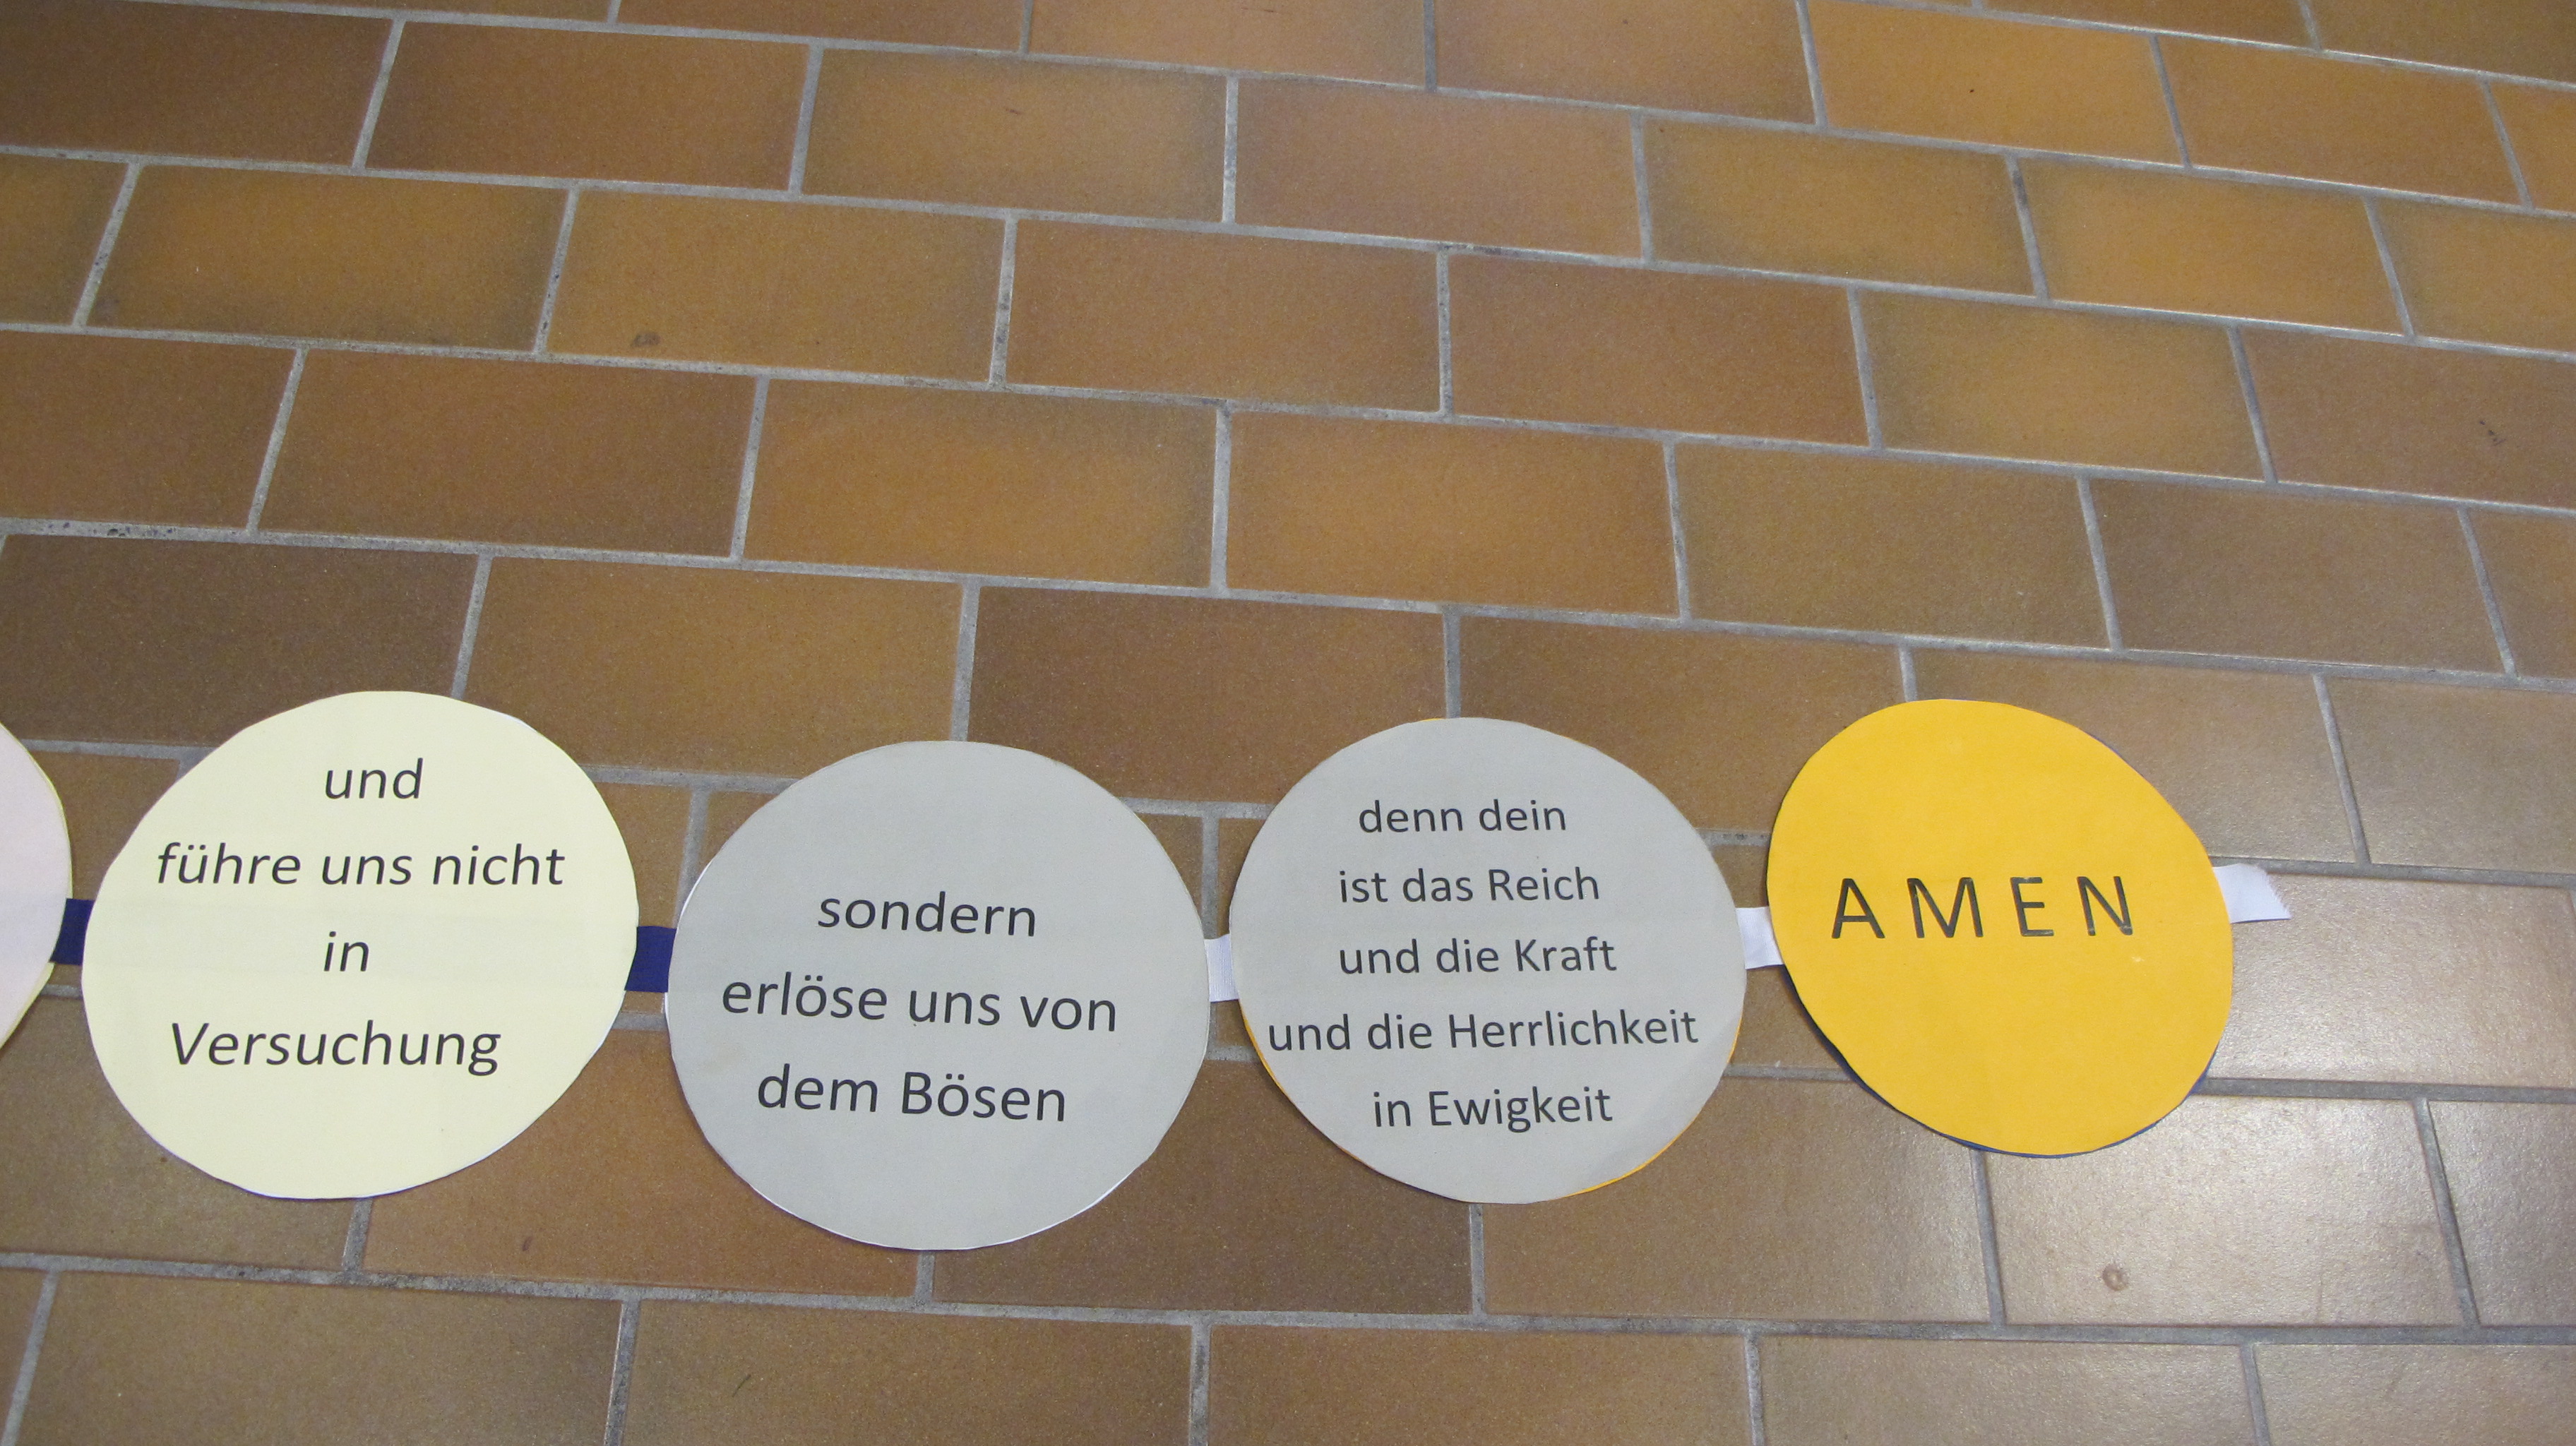 und
führe uns nicht
in
Versuchung
sondern
erlöse uns von
dem Bösen
denn dein
ist das Reich
und die Kraft
und die Herrlichkeit
in Ewigkeit
AMEN